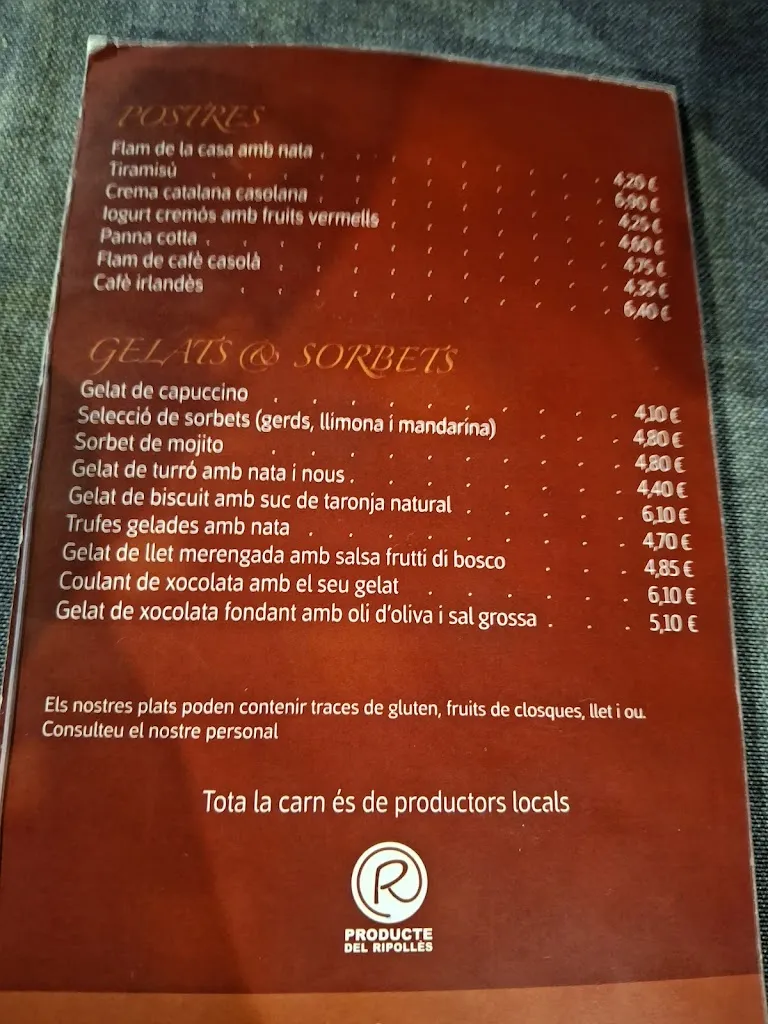 POSTRES
Flam de la casa amb nata . . . . . . . . 4,20 €
Tiramisú . . . . . . . . . . . 6,90 €
Crema catalana casolana . . . . . . . . 4,25 €
Iogurt cremós amb fruits vermells . . . . . . 4,60 €
Panna cotta . . . . . . . . . . . 4,75 €
Flam de cafè casolà . . . . . . . . . 4,35 €
Cafè irlandès . . . . . . . . . . 6,40 €
GELATS & SORBETS
Gelat de capuccino . . . . . . . . . . 4,10 €
Selecció de sorbets (gerds, llimona i mandarina) . . . 4,80 €
Sorbet de mojito . . . . . . . . . . 4,80 €
Gelat de turró amb nata i nous . . . . . . . . 4,40 €
Gelat de biscuit amb suc de taronja natural . . . . . 6,10 €
Trufes gelades amb nata . . . . . . . . . 4,70 €
Gelat de llet merengada amb salsa frutti di bosco . . . 4,85 €
Coulant de xocolata amb el seu gelat . . . . . . 6,10 €
Gelat de xocolata fondant amb oli d'oliva i sal grossa . . . 5,10 €
Els nostres plats poden contenir traces de gluten, fruits de closques, llet i ou.
Consulteu el nostre personal
Tota la carn és de productors locals
R
PRODUCTE
DEL RIPOLLÈS